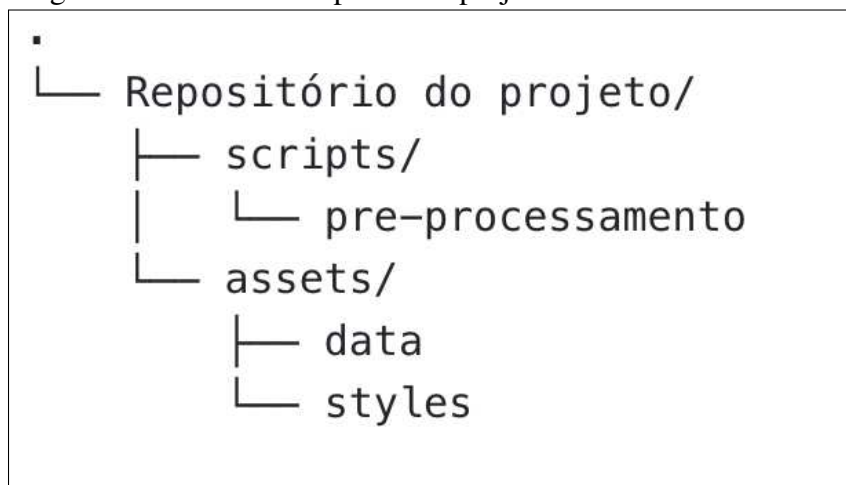 .
└── Repositório do projeto/
    ├── scripts/
    │   └── pre-processamento
    └── assets/
        ├── data
        └── styles